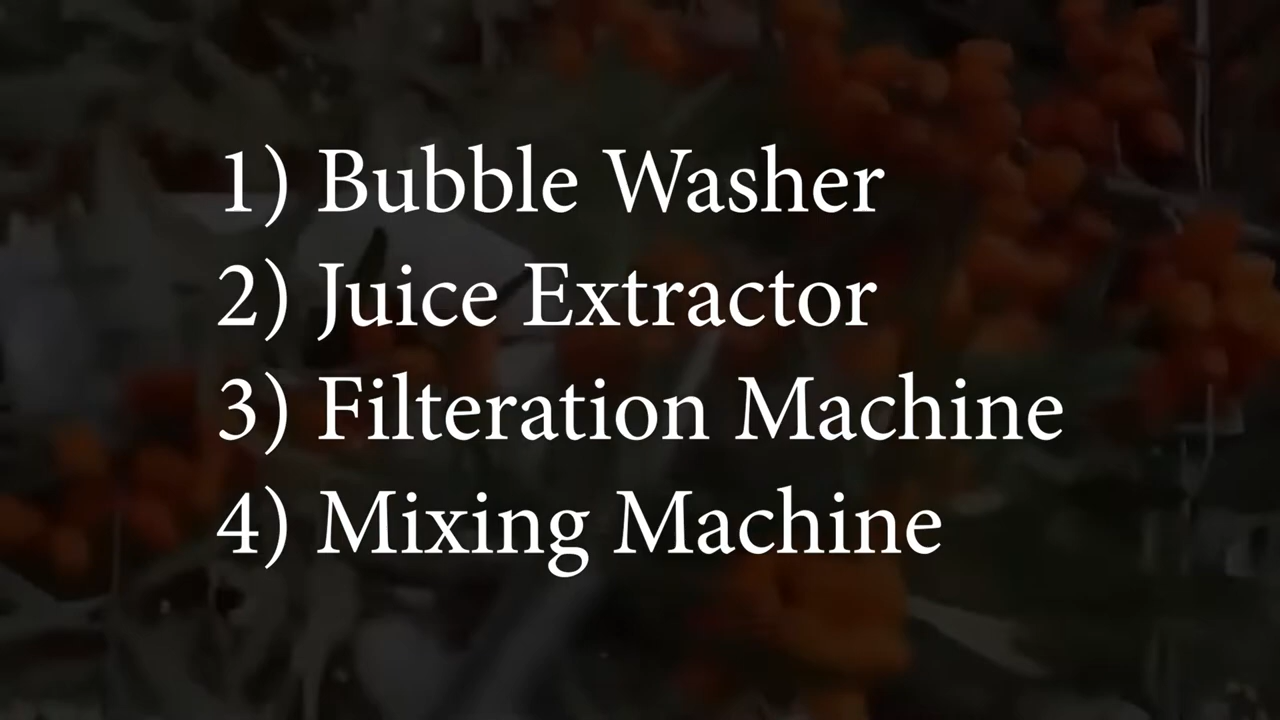 1) Bubble Washer
2) Juice Extractor
3) Filteration Machine
4) Mixing Machine